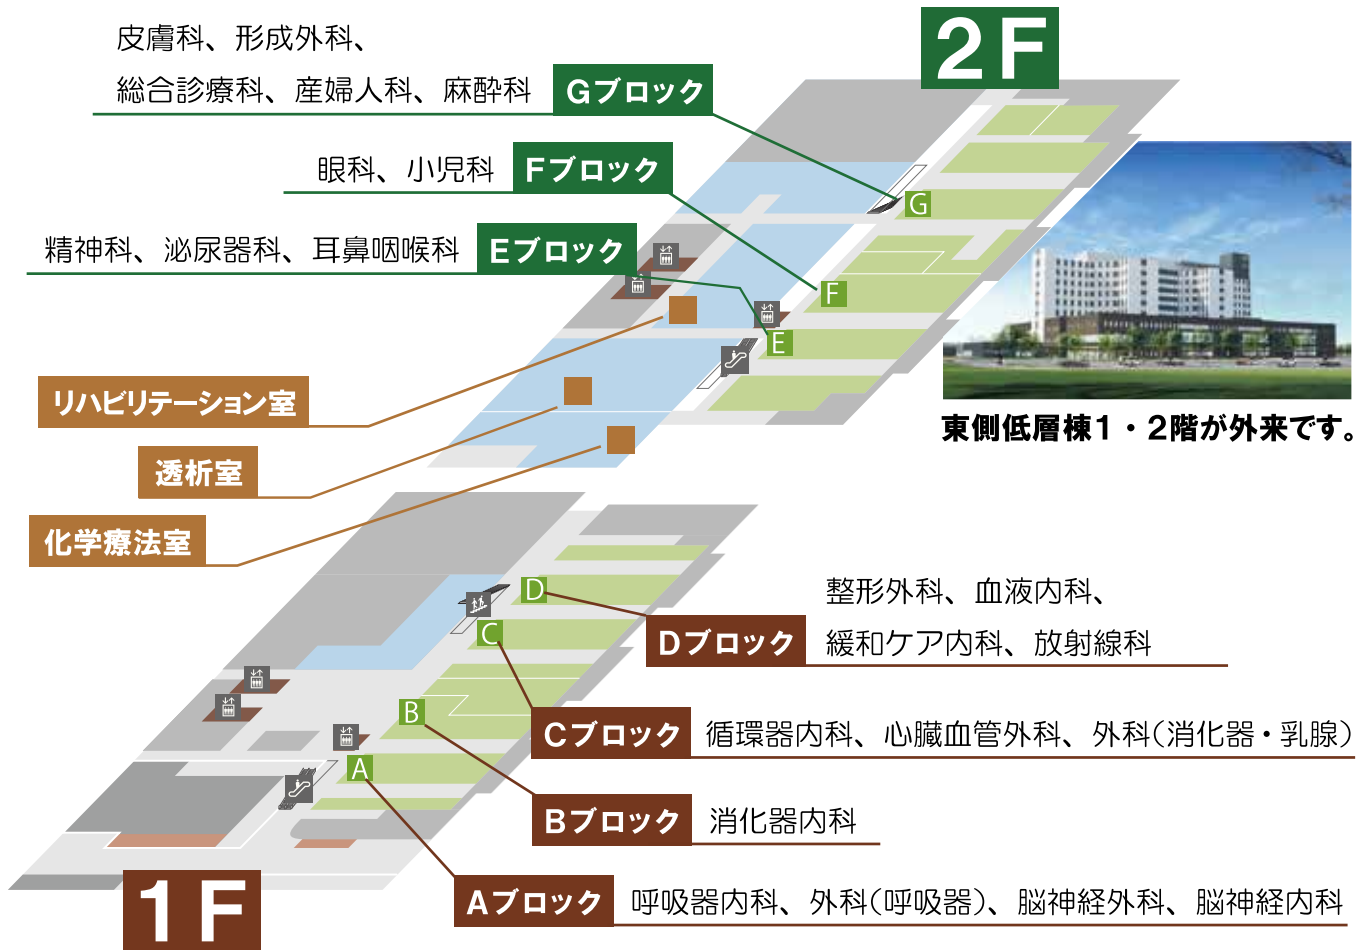 2F
皮膚科、形成外科、
総合診療科、産婦人科、麻酔科 Gブロック
眼科、小児科 Fブロック
精神科、泌尿器科、耳鼻咽喉科 Eブロック
G
F
E
リハビリテーション室
透析室
化学療法室
東側低層棟1・2階が外来です。
D
C
B
A
整形外科、血液内科、
Dブロック 緩和ケア内科、放射線科
Cブロック 循環器内科、心臓血管外科、外科(消化器・乳腺)
Bブロック 消化器内科
Aブロック 呼吸器内科、外科(呼吸器)、脳神経外科、脳神経内科
1F